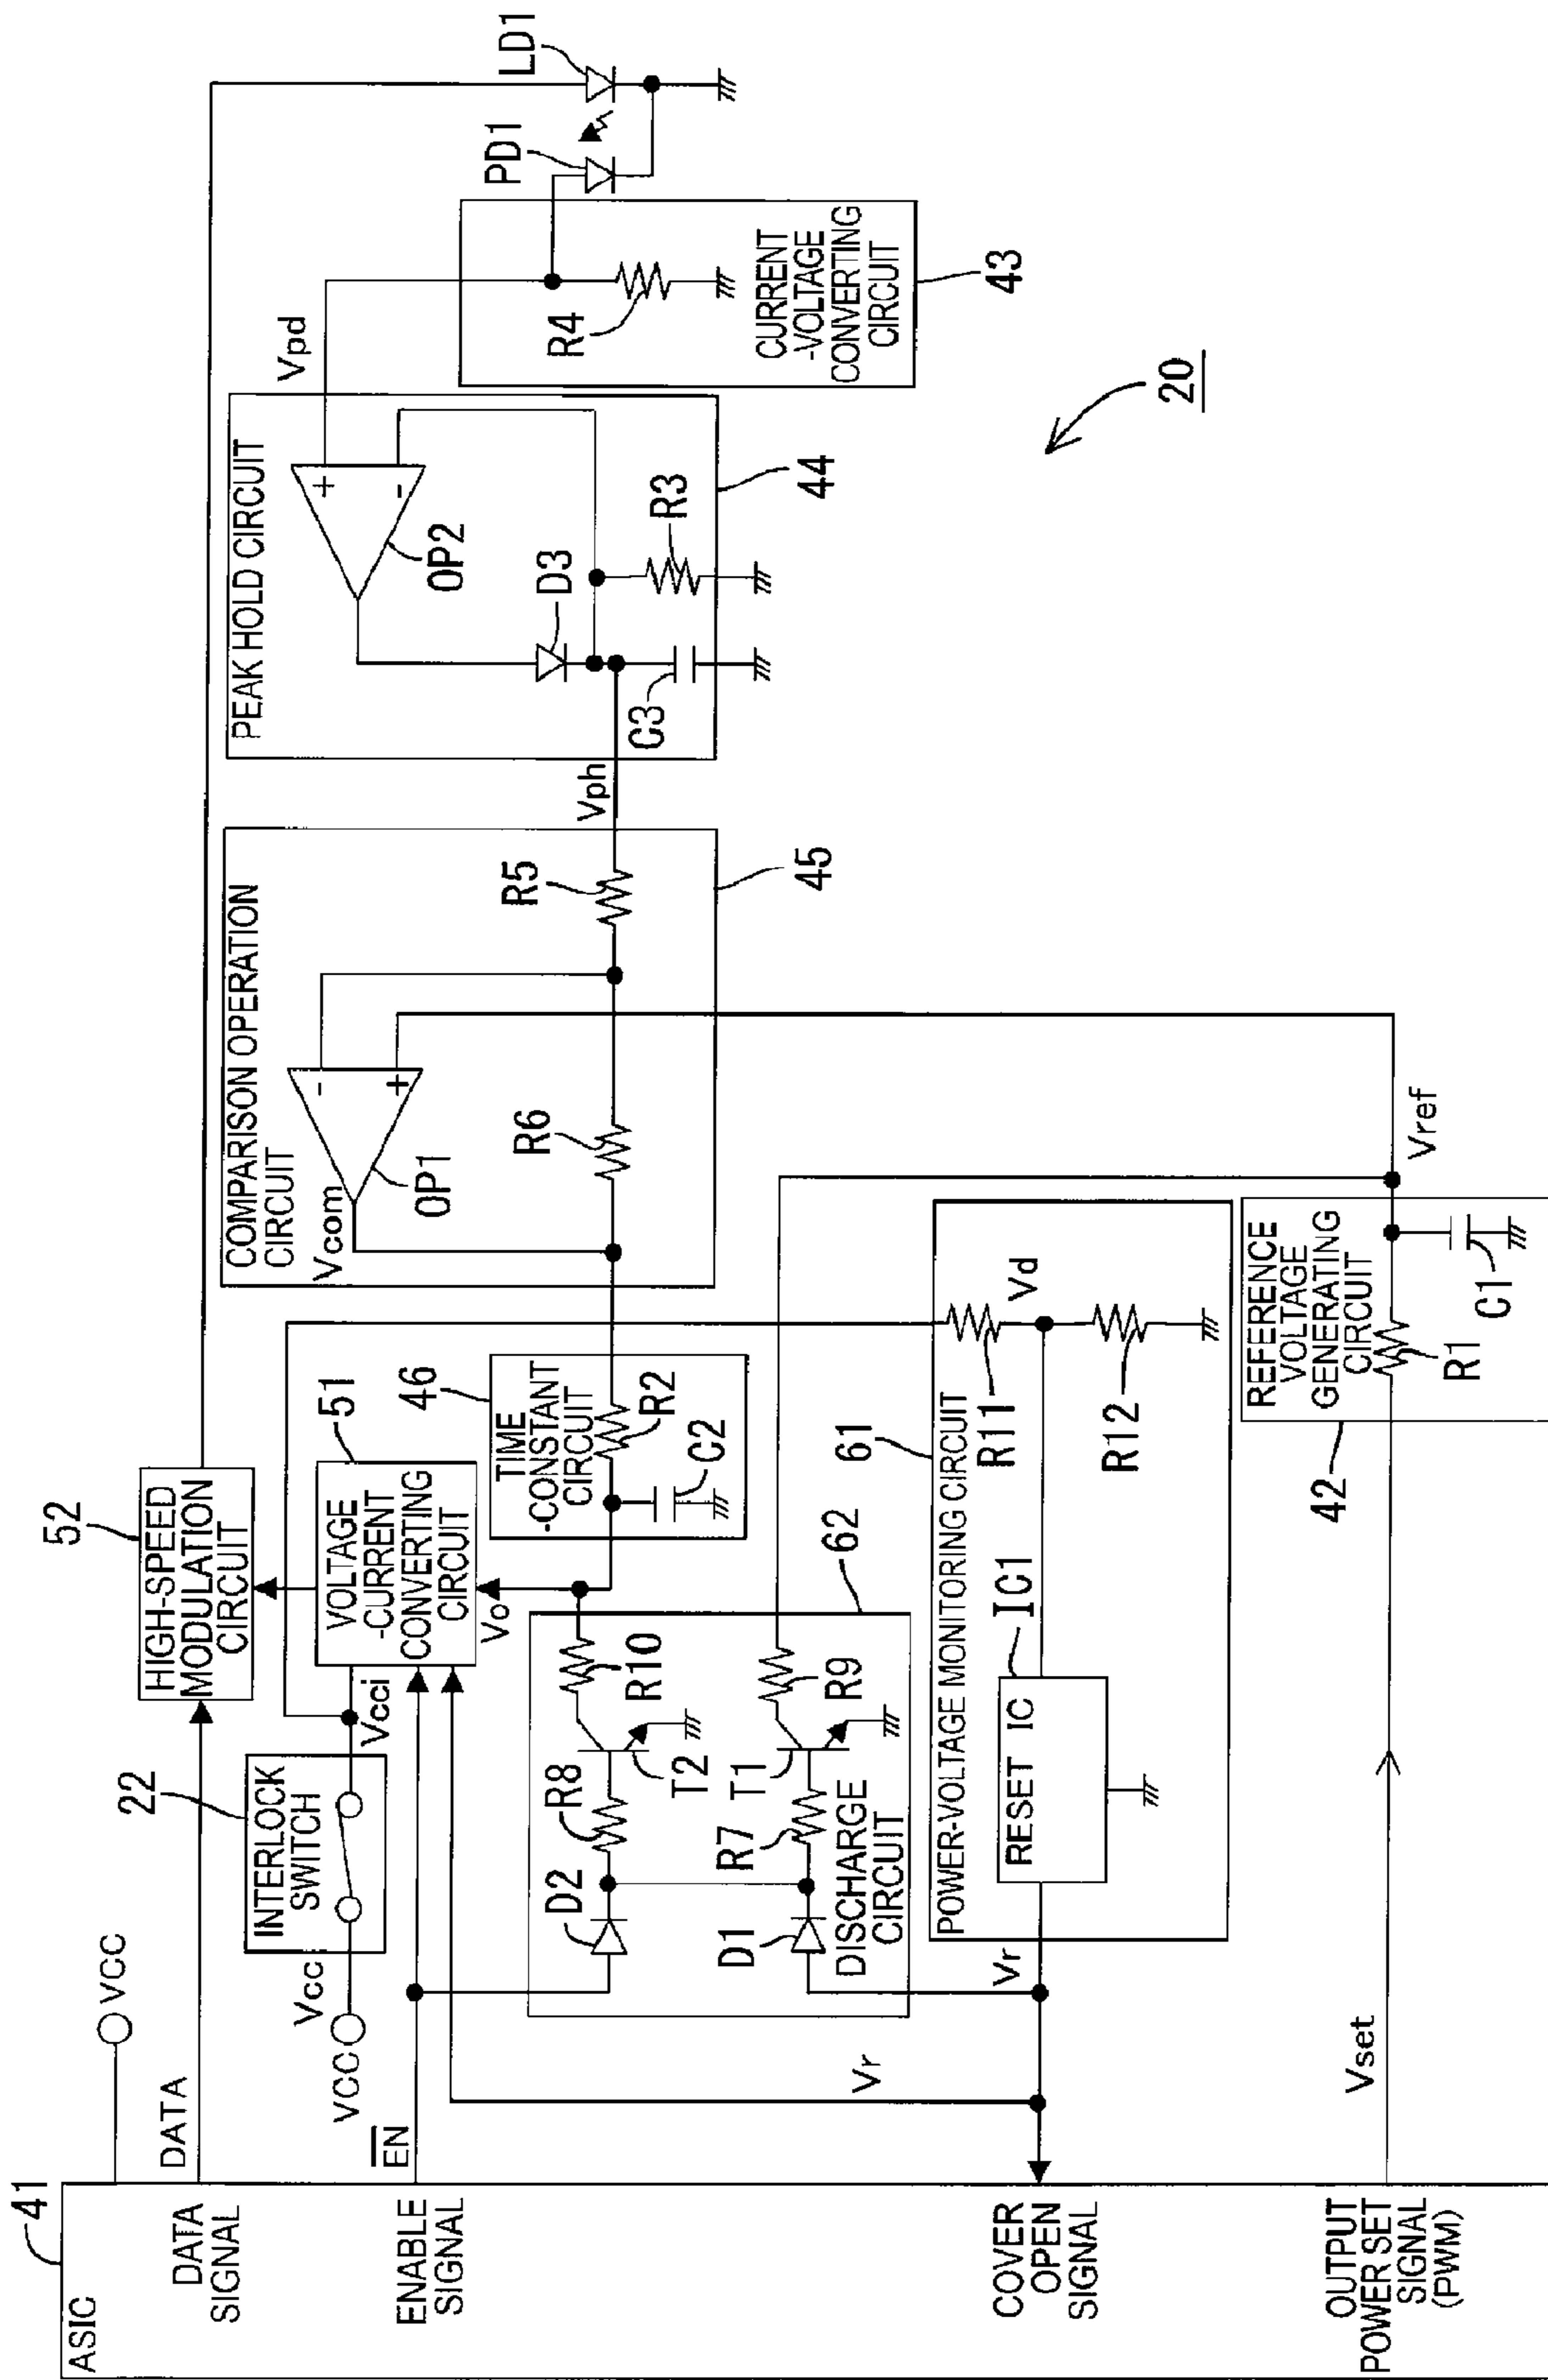 41
ASIC
DATA
SIGNAL
ENABLE
SIGNAL
COVER
OPEN
SIGNAL
OUTPUT
POWER SET
SIGNAL
(PWM)
VCC
DATA
EN
Vr
Vset
VCC
Vcc
22
INTERLOCK
SWITCH
Vcci
52
HIGH-SPEED
MODULATION
CIRCUIT
51
VOLTAGE
-CURRENT
CONVERTING
CIRCUIT
Vo
D2
R8
T2
R10
D1
R7
T1
R9
DISCHARGE
CIRCUIT
62
Vr
POWER-VOLTAGE MONITORING CIRCUIT
61
RESET IC
IC1
R11
Vd
R12
46
TIME
-CONSTANT
CIRCUIT
R2
C2
42
REFERENCE
VOLTAGE
GENERATING
CIRCUIT
R1
C1
Vref
COMPARISON OPERATION
CIRCUIT
Vcom
-
+
OP1
R6
R5
45
Vph
PEAK HOLD CIRCUIT
+
-
OP2
D3
C3
R3
44
Vpd
R4
CURRENT
-VOLTAGE
CONVERTING
CIRCUIT
43
PD1
LD1
20